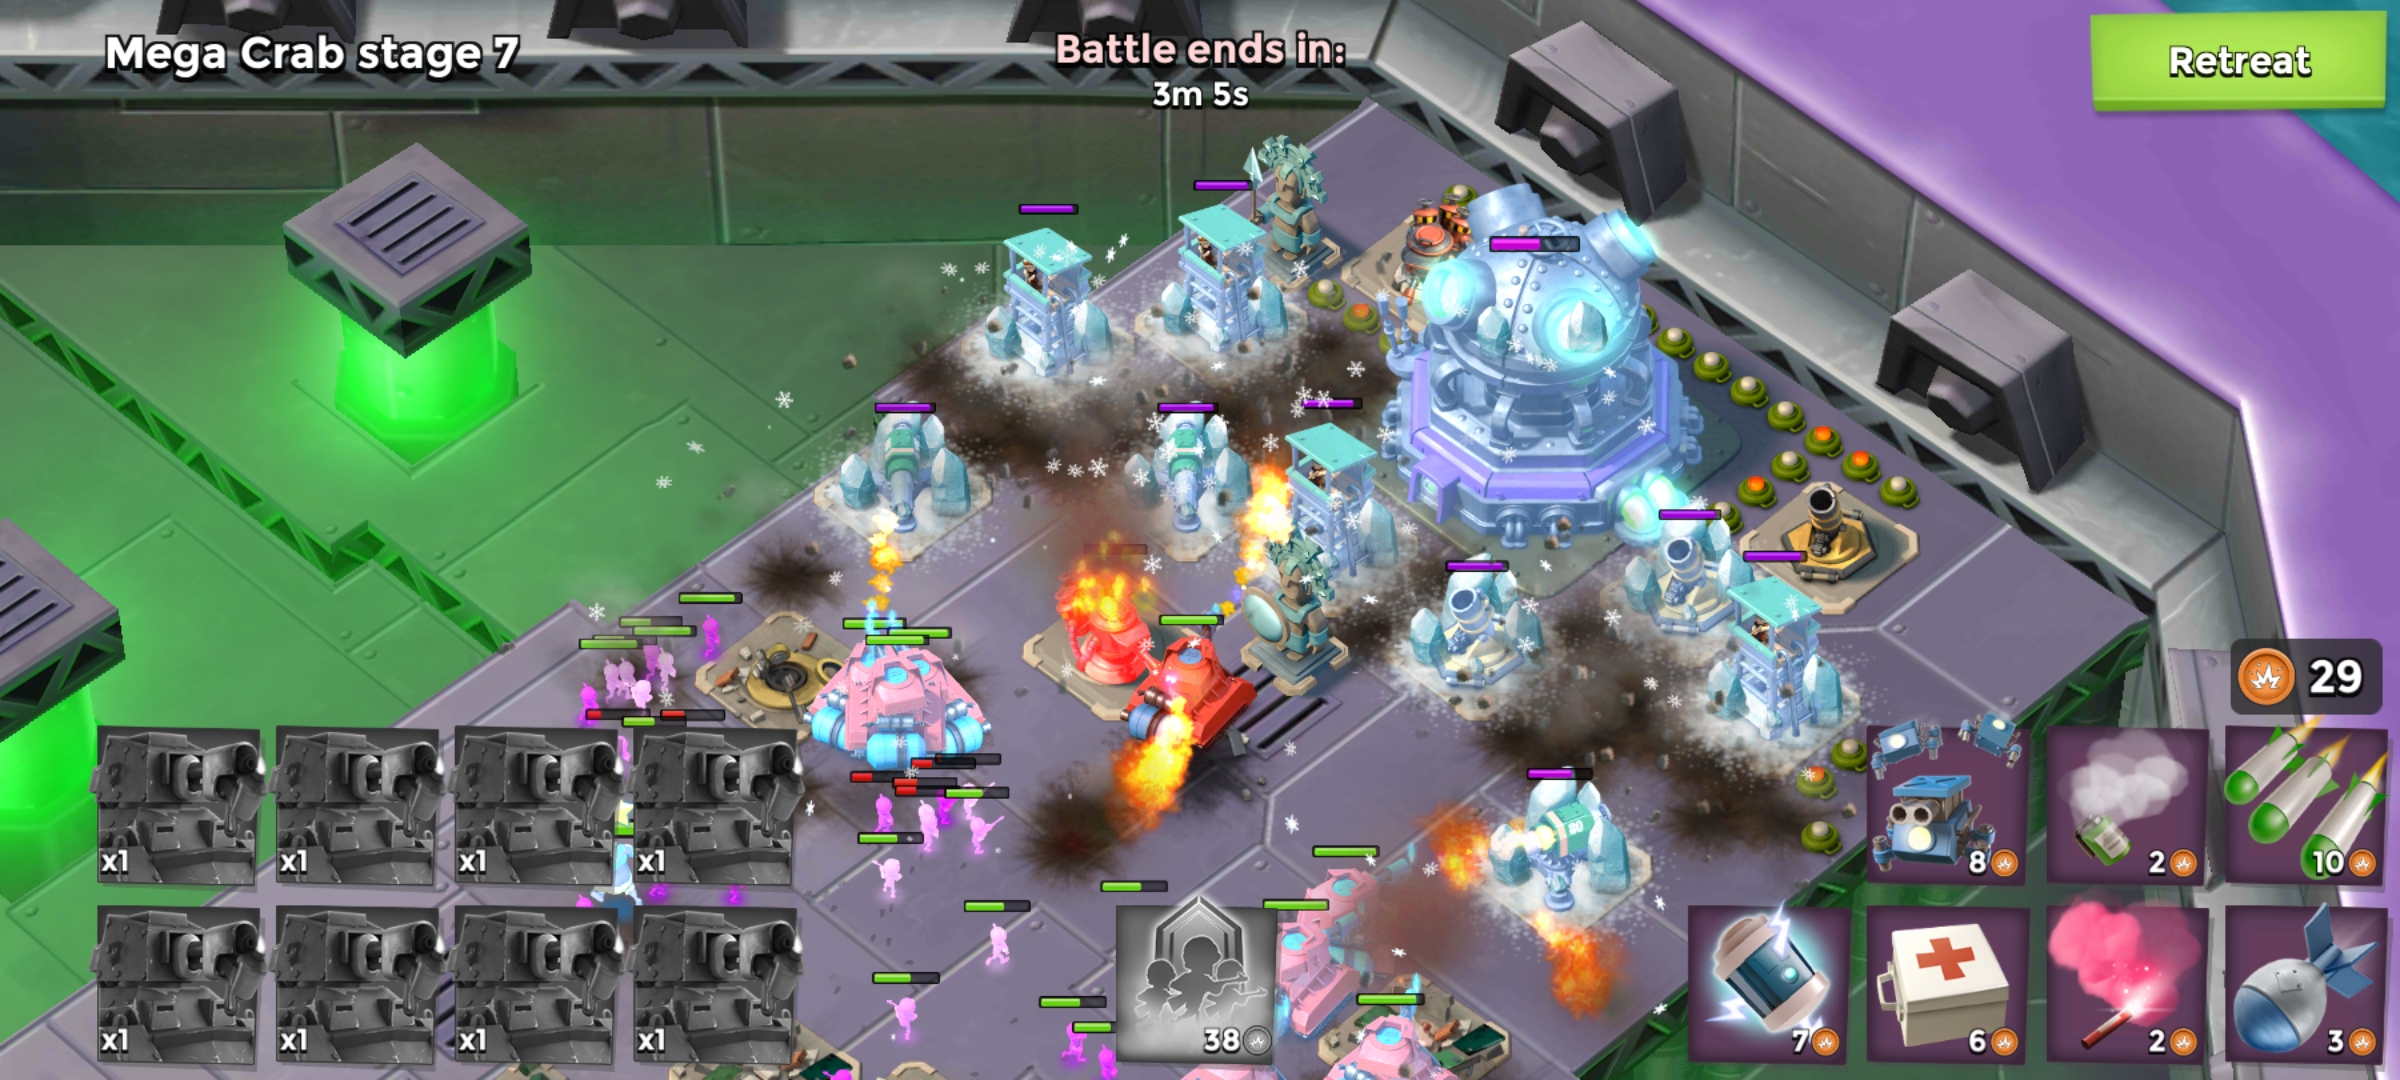 Mega Crab stage 7
Battle ends in:
3m 5s
Retreat
29
x1
x1
x1
x1
8
2
10
x1
x1
x1
x1
38
7
6
2
3